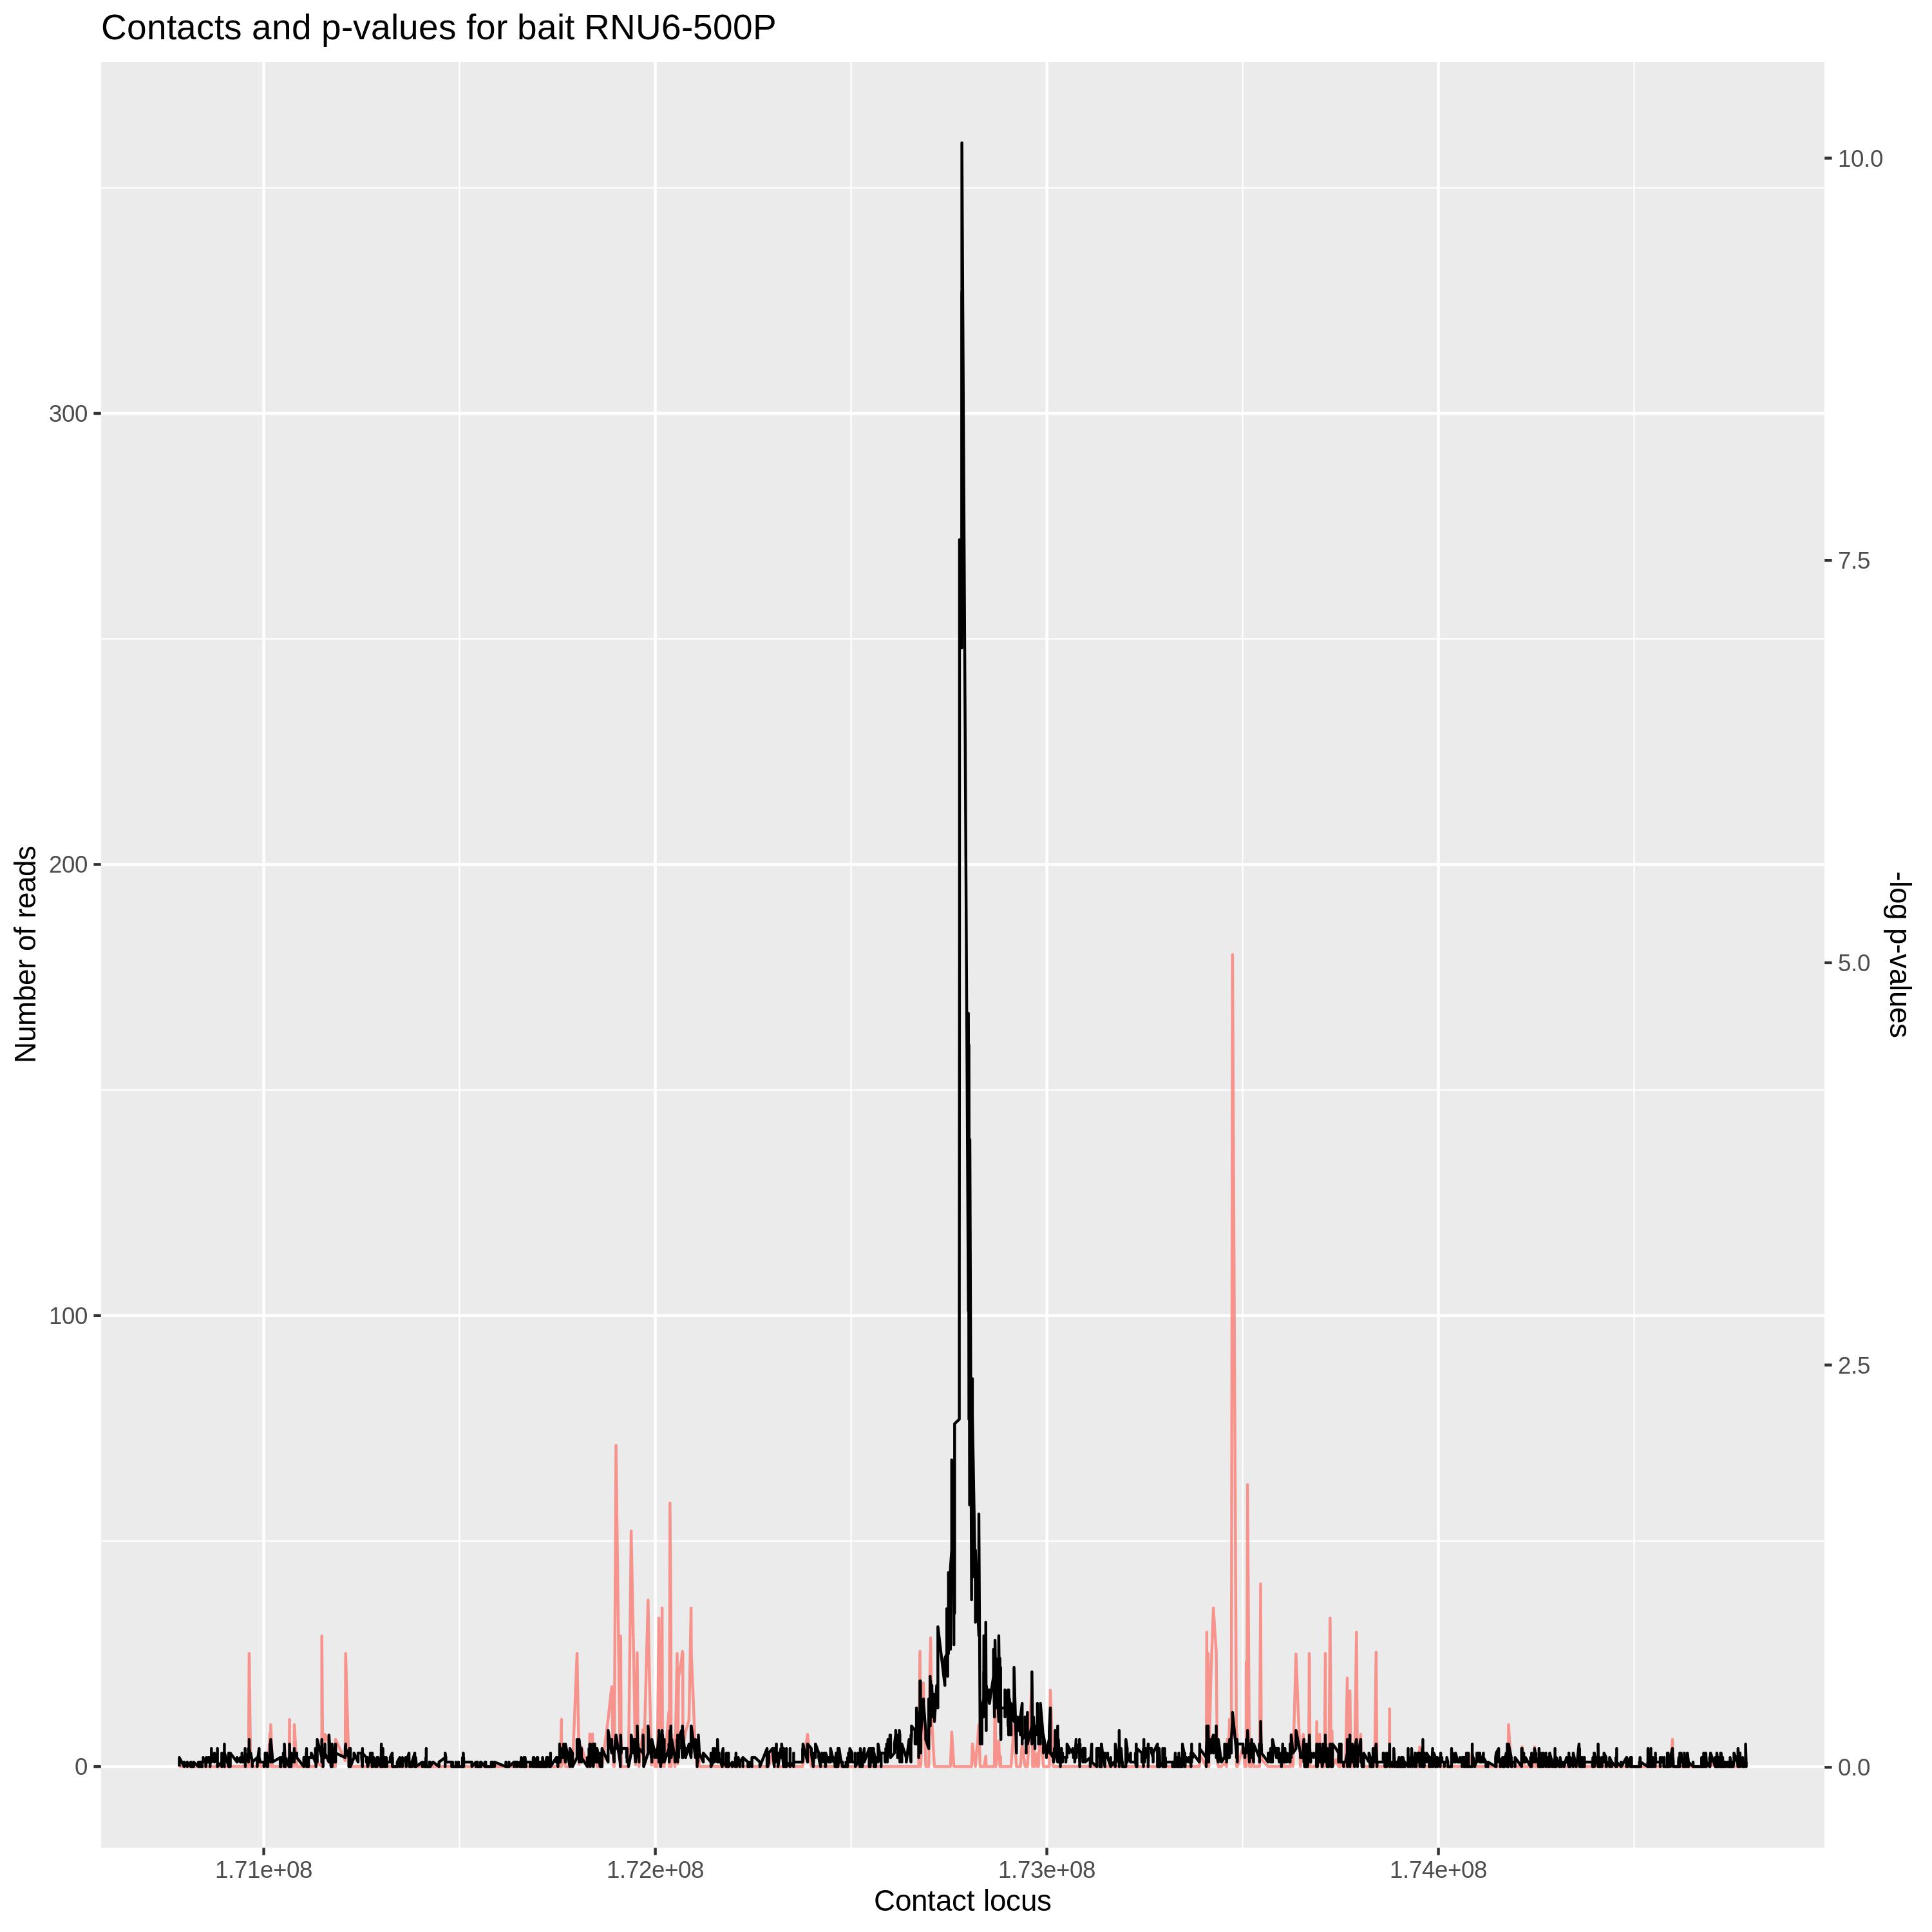 Contacts and p-values for bait RNU6-500P
Number of reads
300
200
100
0
10.0
7.5
5.0
2.5
0.0
-log p-values
1.71e+08
1.72e+08
1.73e+08
1.74e+08
Contact locus